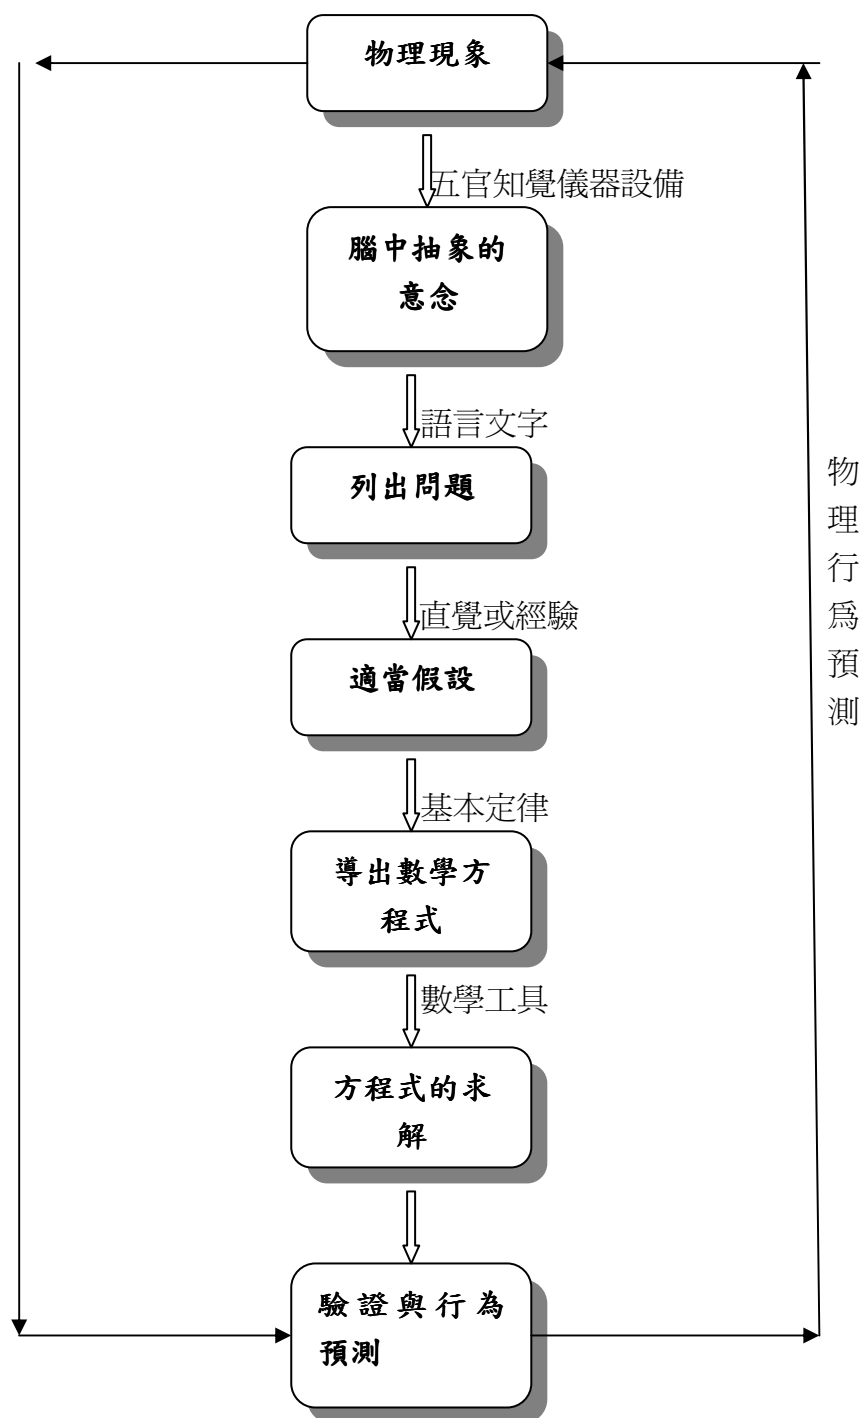 物理現象
五官知覺儀器設備
腦中抽象的
意念
語言文字
列出問題
直覺或經驗
適當假設
基本定律
導出數學方
程式
數學工具
方程式的求
解
驗證與行為
預測
物理行為預測